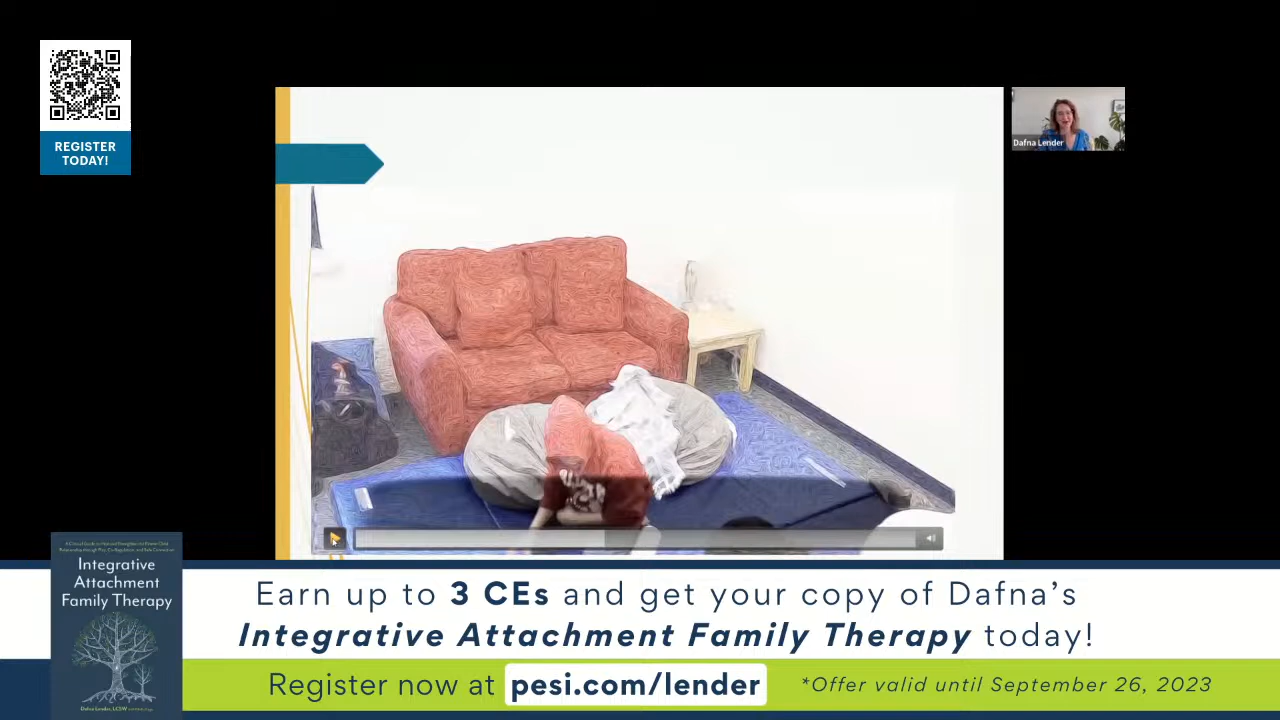 REGISTER
TODAY!
Dafna Lender
Integrative
Attachment
Family Therapy
Earn up to 3 CEs and get your copy of Dafna's
Integrative Attachment Family Therapy today!
Register now at pesi.com/lender
*Offer valid until September 26, 2023